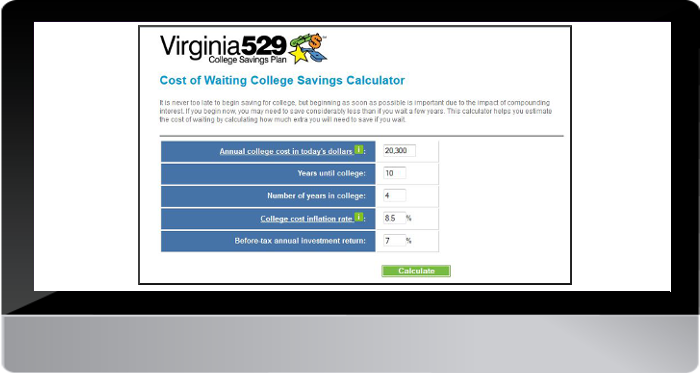 Virginia529
College Savings Plan
Cost of Waiting College Savings Calculator
It is never too late to begin saving for college, but beginning as soon as possible is important due to the impact of compounding
interest. If you begin now, you may need to save considerably less than if you wait a few years. This calculator helps you estimate
the cost of waiting by calculating how much extra you will need to save if you wait.
Annual college cost in today's dollars i : 20,300
Years until college: 10
Number of years in college: 4
College cost inflation rate i : 8.5 %
Before-tax annual investment return: 7 %
Calculate